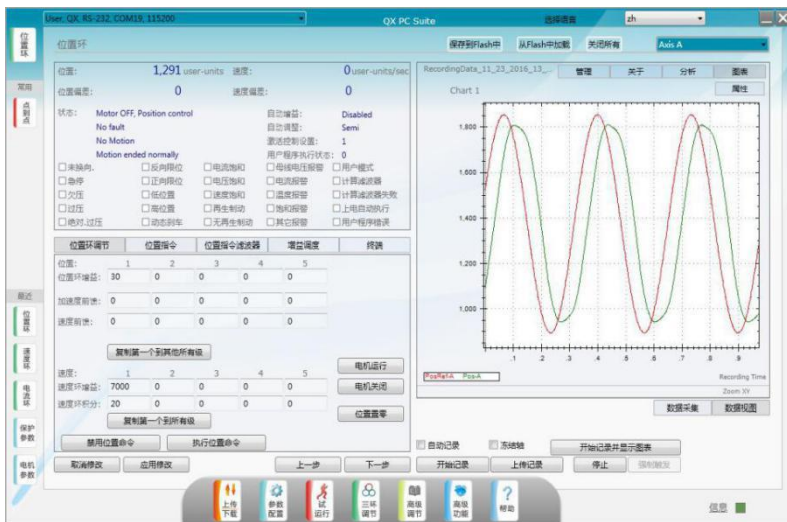 User, QX, RS-232, COM19, 115200
QX PC Suite
选择语言
zh
位置环
位置环
保存到Flash中
从Flash中加载
关闭所有
Axis A
常用
点到点
位置: 1,291 user-units 速度: 0 user-units/sec
位置偏差: 0 速度偏差: 0
状态: Motor OFF, Position control 自动增益: Disabled
No fault 自动调整: Semi
No Motion 激活控制设置: 1
Motion ended normally 用户程序执行状态: 0
未换向. 反向限位 电流饱和 母线电压报警 用户模式
急停 正向限位 电压饱和 电流报警 计算滤波器
欠压 低位置 速度饱和 温度报警 计算滤波器失败
过压 高位置 再生制动 饱和报警 上电自动执行
绝对.过压 动态刹车 无再生制动 其它报警 用户程序错误
RecordingData_11_23_2016_13_...
管理 关于 分析 图表
Chart 1
属性
1,800
1,600
1,400
1,200
1,000
.1 .2 .3 .4 .5 .6 .7 .8 .9
PosRef-A Pos-A
Recording Time
Zoom XY
数据采集 数据视图
位置环调节 位置指令 位置指令滤波器 增益调度 终端
位置: 1 2 3 4 5
位置环增益: 30 0 0 0 0
加速度前馈: 0 0 0 0 0
速度前馈: 0 0 0 0 0
复制第一个到其他所有级
速度: 1 2 3 4 5
速度环增益: 7000 0 0 0 0
速度环积分: 20 0 0 0 0
复制第一个到所有级
电机运行
电机关闭
位置置零
禁用位置命令 执行位置命令
取消修改 应用修改 上一步 下一步
自动记录 冻结轴 开始记录并显示图表
开始记录 上传记录 停止 强制触发
最近
位置环
速度环
电流环
保护参数
电机参数
上传下载
参数配置
试运行
三环调节
高级调节
高级功能
帮助
信息